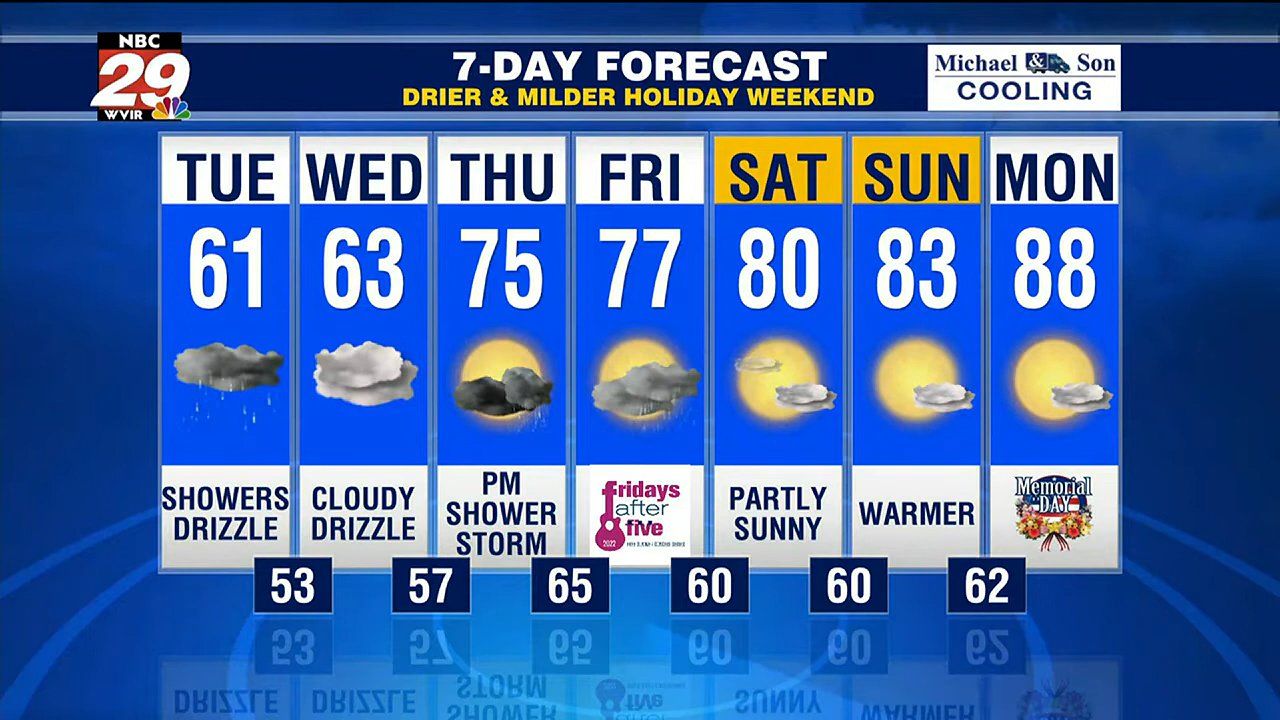 NBC
29
WVIR
7-DAY FORECAST
DRIER & MILDER HOLIDAY WEEKEND
Michael & Son
COOLING
TUE
WED
THU
FRI
SAT
SUN
MON
61
63
75
77
80
83
88
SHOWERS
DRIZZLE
CLOUDY
DRIZZLE
PM
SHOWER
STORM
fridays
after
five
2022
PARTLY
SUNNY
WARMER
Memorial
DAY
53
57
65
60
60
62